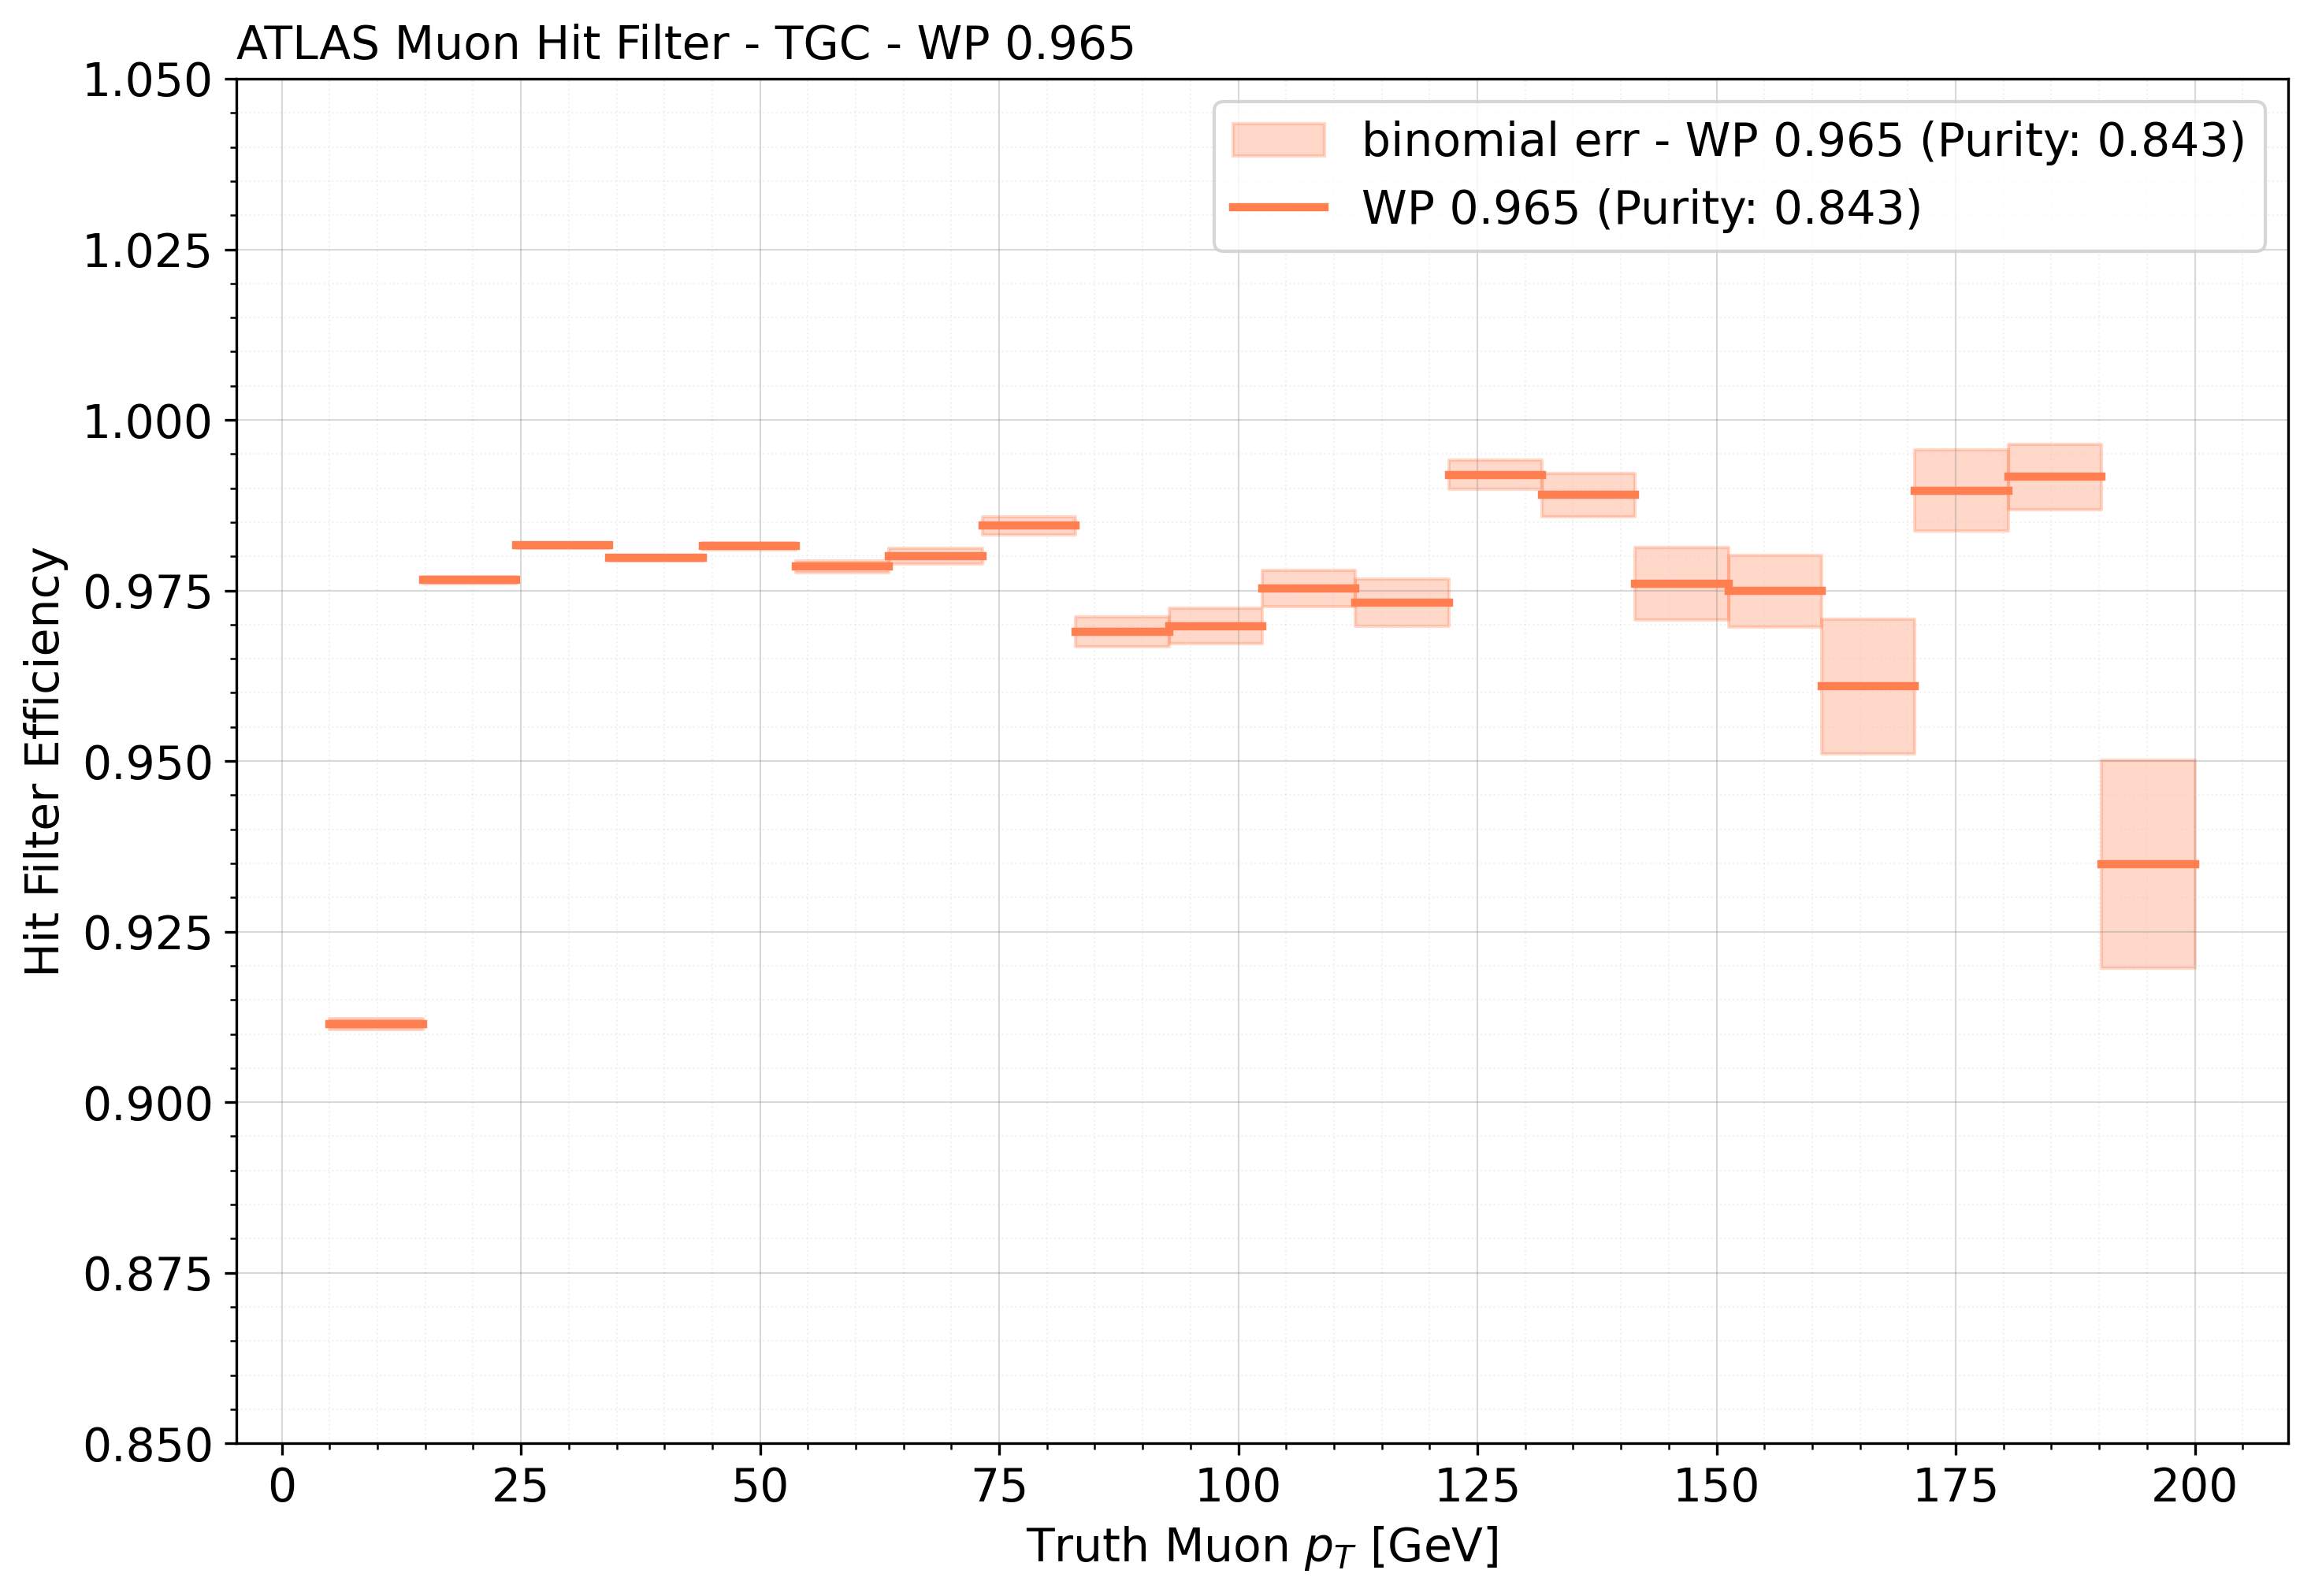 ATLAS Muon Hit Filter - TGC - WP 0.965
1.050
1.025
1.000
0.975
0.950
0.925
0.900
0.875
0.850
Hit Filter Efficiency
binomial err - WP 0.965 (Purity: 0.843)
WP 0.965 (Purity: 0.843)
0 25 50 75 100 125 150 175 200
Truth Muon p_T [GeV]